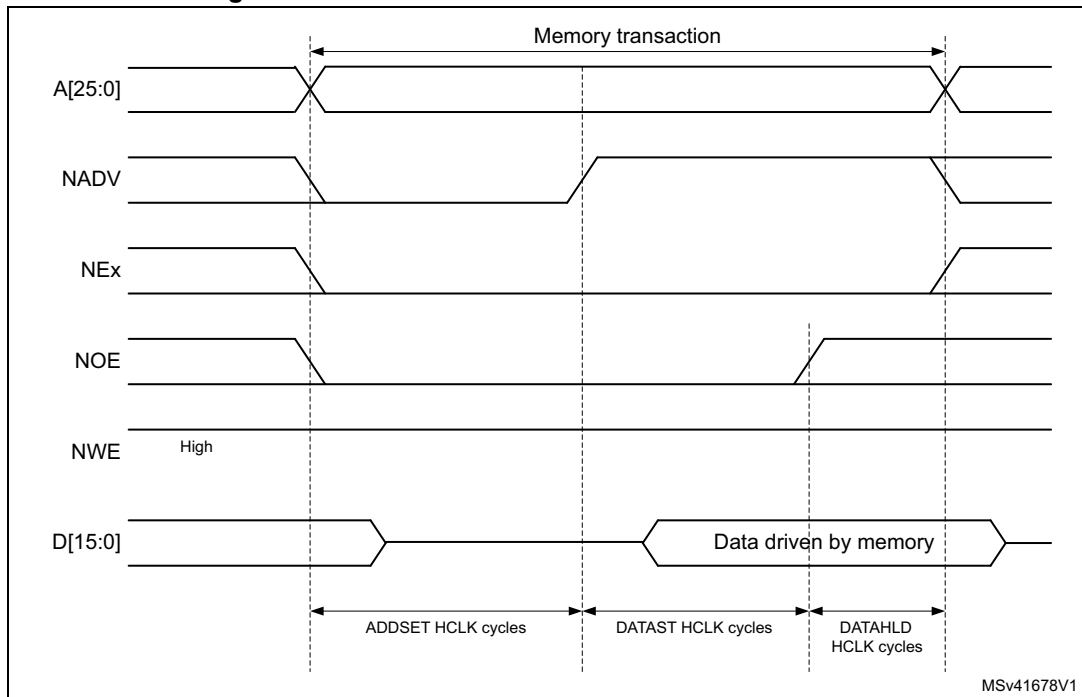 Memory transaction
A[25:0]
NADV
NEx
NOE
NWE
High
D[15:0]
Data driven by memory
ADDSET HCLK cycles
DATAST HCLK cycles
DATAHLD
HCLK cycles
MSv41678V1